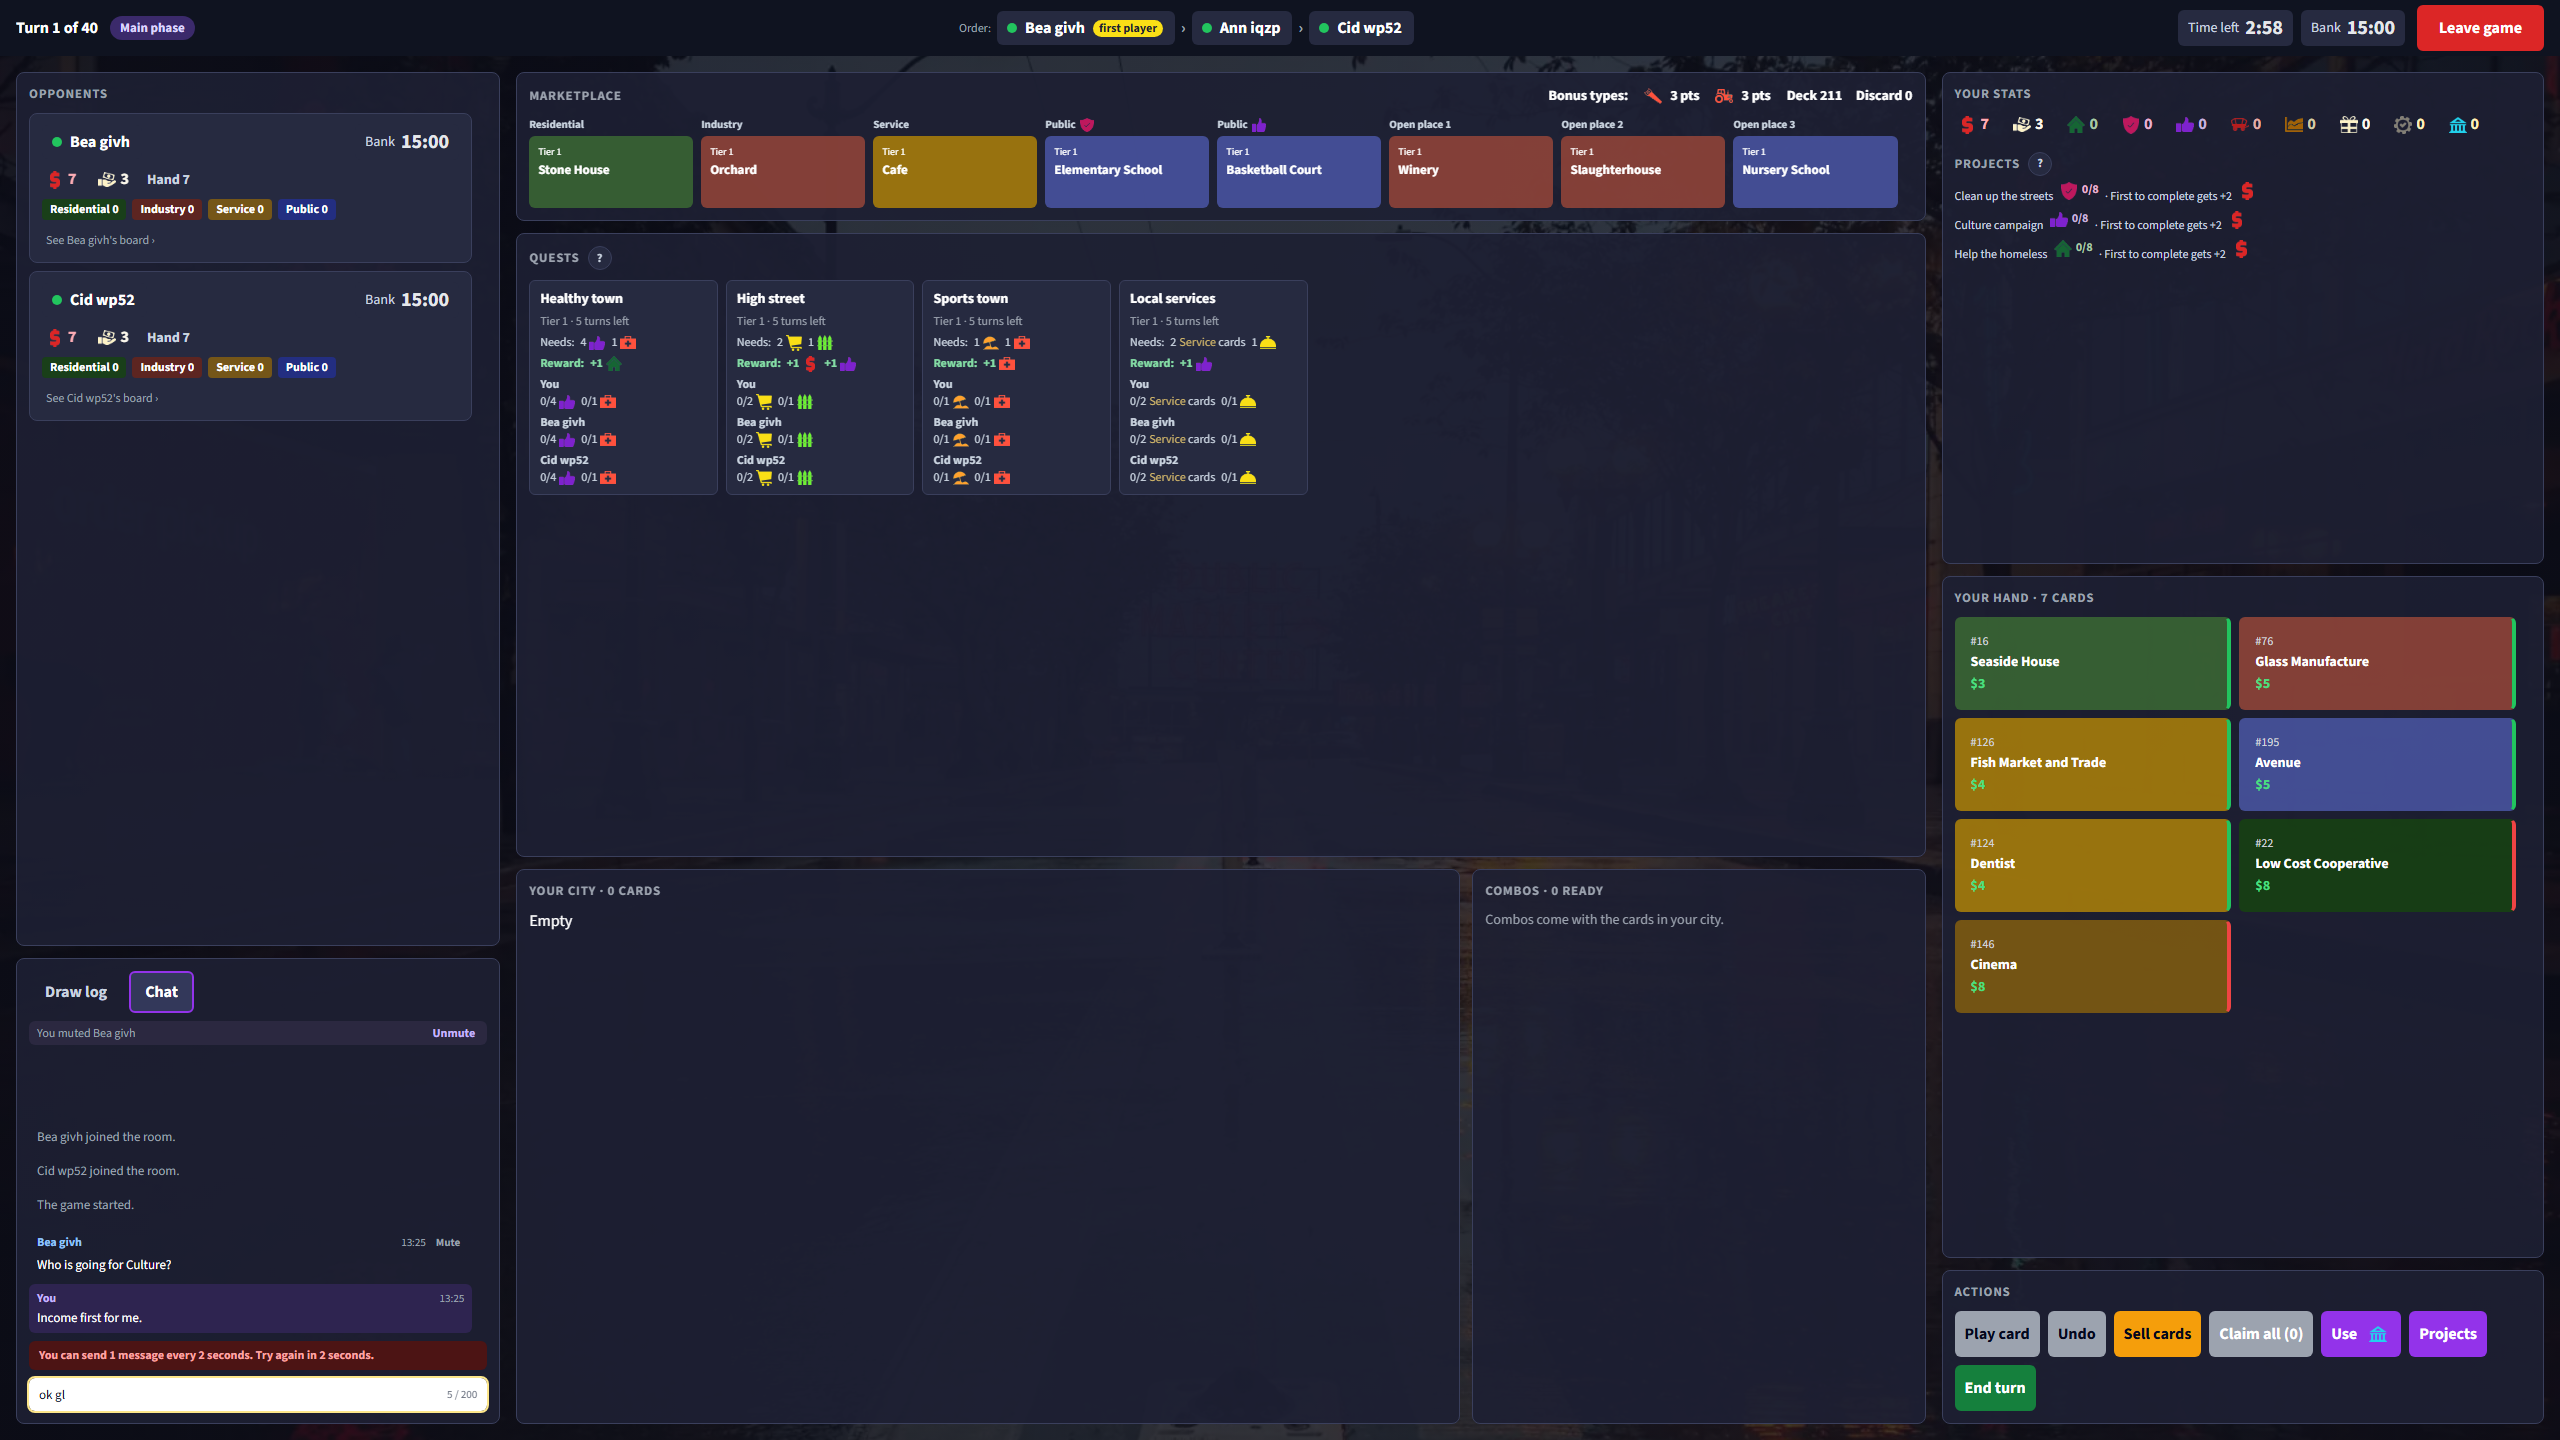 Turn 1 of 40 Main phase
Order: Bea givh first player › Ann iqzp › Cid wp52
Time left 2:58 Bank 15:00 Leave game
OPPONENTS
Bea givh Bank 15:00
7 3 Hand 7
Residential 0 Industry 0 Service 0 Public 0
See Bea givh's board ›
Cid wp52 Bank 15:00
7 3 Hand 7
Residential 0 Industry 0 Service 0 Public 0
See Cid wp52's board ›
Draw log Chat
You muted Bea givh Unmute
Bea givh joined the room.
Cid wp52 joined the room.
The game started.
Bea givh 13:25 Mute
Who is going for Culture?
You 13:25
Income first for me.
You can send 1 message every 2 seconds. Try again in 2 seconds.
ok gl 5 / 200
MARKETPLACE Bonus types: 3 pts 3 pts Deck 211 Discard 0
Residential Industry Service Public Public Open place 1 Open place 2 Open place 3
Tier 1 Tier 1 Tier 1 Tier 1 Tier 1 Tier 1 Tier 1 Tier 1
Stone House Orchard Cafe Elementary School Basketball Court Winery Slaughterhouse Nursery School
QUESTS ?
Healthy town
Tier 1 · 5 turns left
Needs: 4 1
Reward: +1
You
0/4 0/1
Bea givh
0/4 0/1
Cid wp52
0/4 0/1
High street
Tier 1 · 5 turns left
Needs: 2 1
Reward: +1 +1
You
0/2 0/1
Bea givh
0/2 0/1
Cid wp52
0/2 0/1
Sports town
Tier 1 · 5 turns left
Needs: 1 1
Reward: +1
You
0/1 0/1
Bea givh
0/1 0/1
Cid wp52
0/1 0/1
Local services
Tier 1 · 5 turns left
Needs: 2 Service cards 1
Reward: +1
You
0/2 Service cards 0/1
Bea givh
0/2 Service cards 0/1
Cid wp52
0/2 Service cards 0/1
YOUR CITY · 0 CARDS
Empty
COMBOS · 0 READY
Combos come with the cards in your city.
YOUR STATS
7 3 0 0 0 0 0 0 0 0
PROJECTS ?
Clean up the streets 0/8 · First to complete gets +2
Culture campaign 0/8 · First to complete gets +2
Help the homeless 0/8 · First to complete gets +2
YOUR HAND · 7 CARDS
#16
Seaside House
$3
#76
Glass Manufacture
$5
#126
Fish Market and Trade
$4
#195
Avenue
$5
#124
Dentist
$4
#22
Low Cost Cooperative
$8
#146
Cinema
$8
ACTIONS
Play card Undo Sell cards Claim all (0) Use Projects
End turn